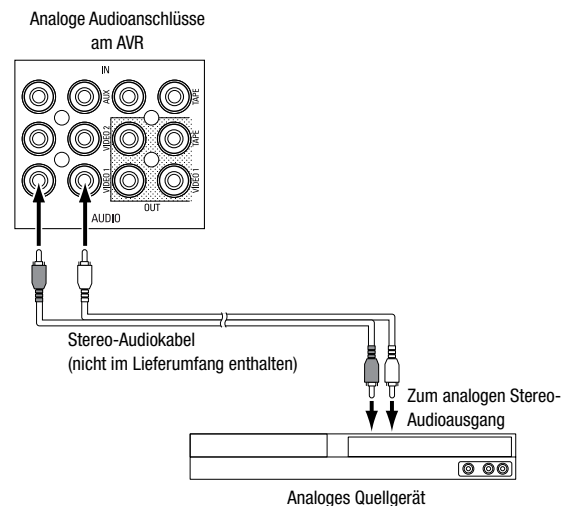 Analoge Audioanschlüsse
am AVR
IN
AUX
TAPE
VIDEO 2
TAPE
VIDEO 1
VIDEO 1
OUT
AUDIO
Stereo-Audiokabel
(nicht im Lieferumfang enthalten)
Zum analogen Stereo-
Audioausgang
Analoges Quellgerät